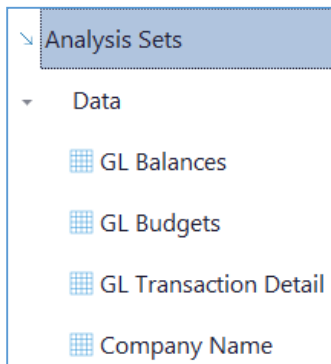 Analysis Sets
Data
GL Balances
GL Budgets
GL Transaction Detail
Company Name